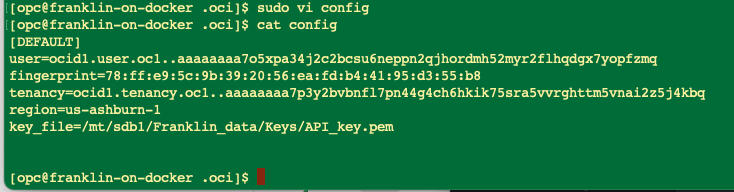 [[opc@franklin-on-docker .oci]$ sudo vi config
[[opc@franklin-on-docker .oci]$ cat config
[DEFAULT]
user=ocid1.user.oc1..aaaaaaaa7o5xpa34j2c2bcsu6neppn2qjhordmh52myr2flhqdgx7yopfzmq
fingerprint=78:ff:e9:5c:9b:39:20:56:ea:fd:b4:41:95:d3:55:b8
tenancy=ocid1.tenancy.oc1..aaaaaaaa7p3y2bvbnfl7pn44g4ch6hkik75sra5vvrghttm5vnai2z5j4kbq
region=us-ashburn-1
key_file=/mt/sdb1/Franklin_data/Keys/API_key.pem
[opc@franklin-on-docker .oci]$